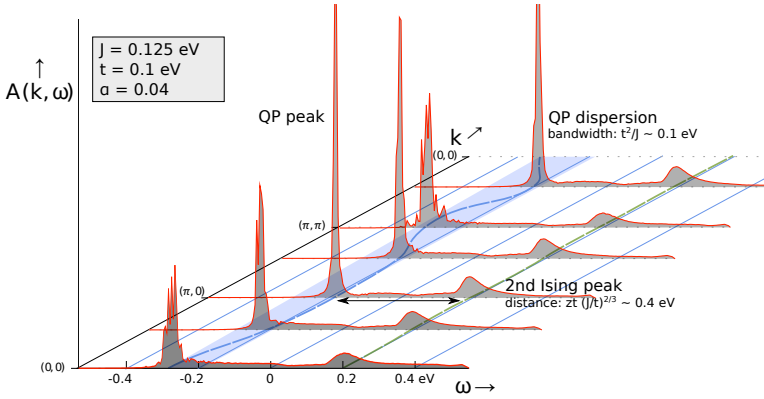 J = 0.125 eV
t = 0.1 eV
α = 0.04
↑
A(k,ω)
QP peak
QP dispersion
bandwidth: t²/J ~ 0.1 eV
k ↗
(0,0)
(π,π)
(π,0)
2nd Ising peak
distance: zt (J/t)²ᐟ³ ~ 0.4 eV
(0,0)
-0.4 -0.2 0 0.2 0.4 eV
ω→